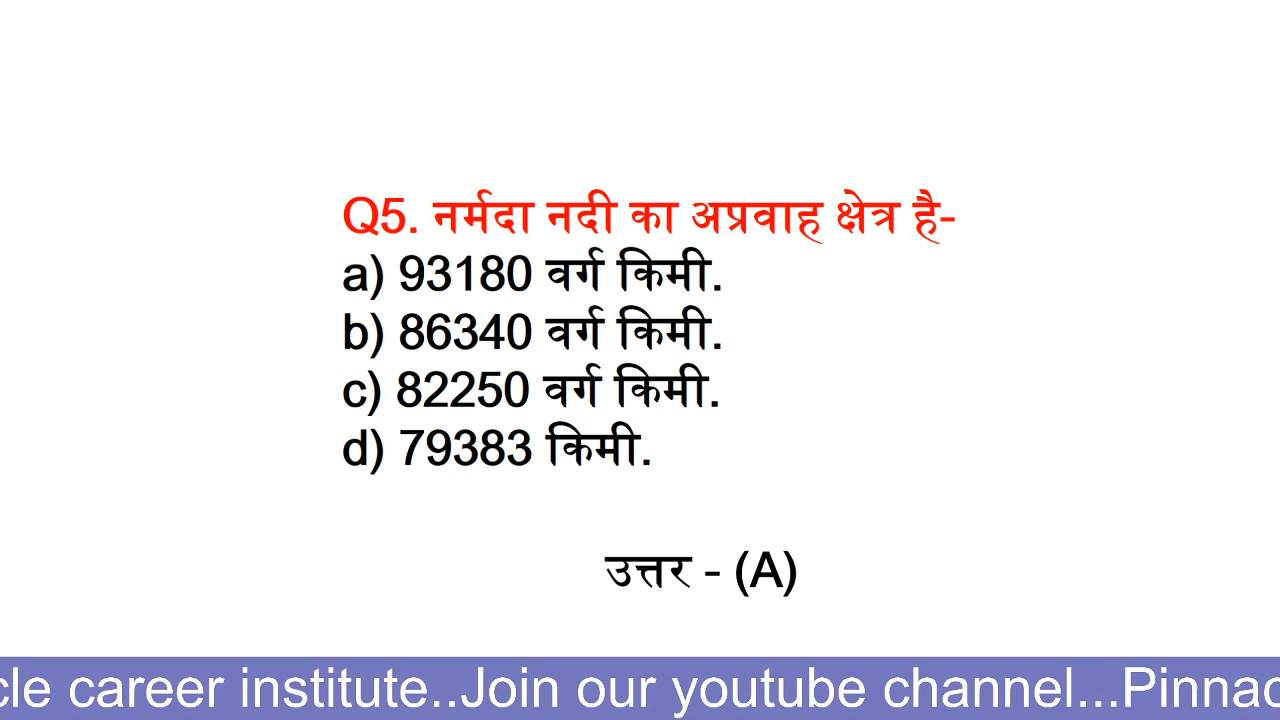 Q5. नर्मदा नदी का अप्रवाह क्षेत्र है-
a) 93180 वर्ग किमी.
b) 86340 वर्ग किमी.
c) 82250 वर्ग किमी.
d) 79383 किमी.
उत्तर - (A)
cle career institute..Join our youtube channel...Pinnac